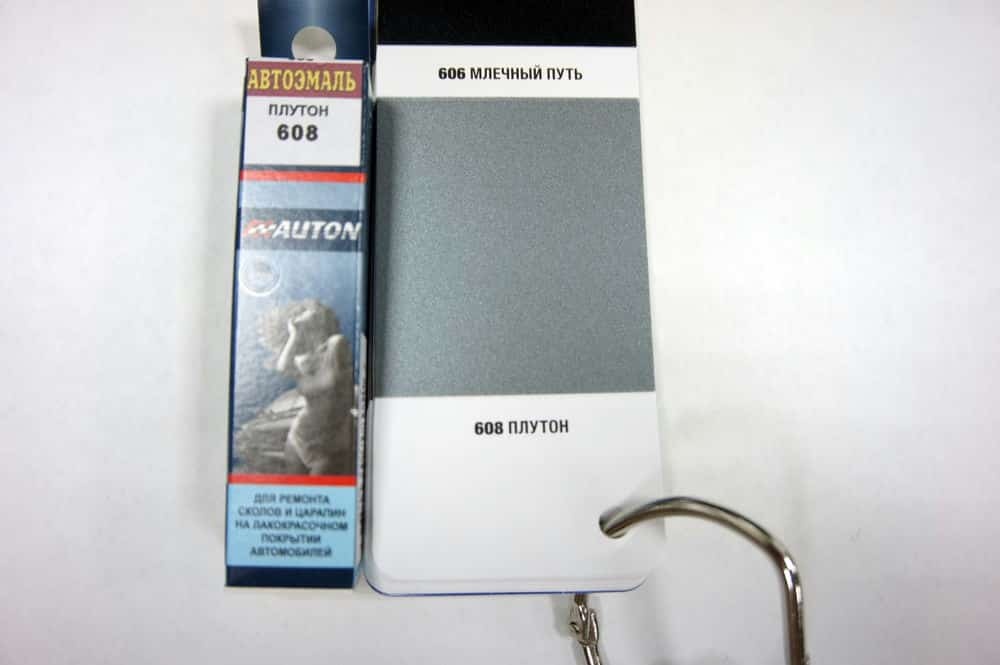 АВТОЭМАЛЬ
ПЛУТОН
608
AUTON
ДЛЯ РЕМОНТА
СКОЛОВ И ЦАРАПИН
НА ЛАКОКРАСОЧНОМ
ПОКРЫТИИ
АВТОМОБИЛЕЙ
606 МЛЕЧНЫЙ ПУТЬ
608 ПЛУТОН